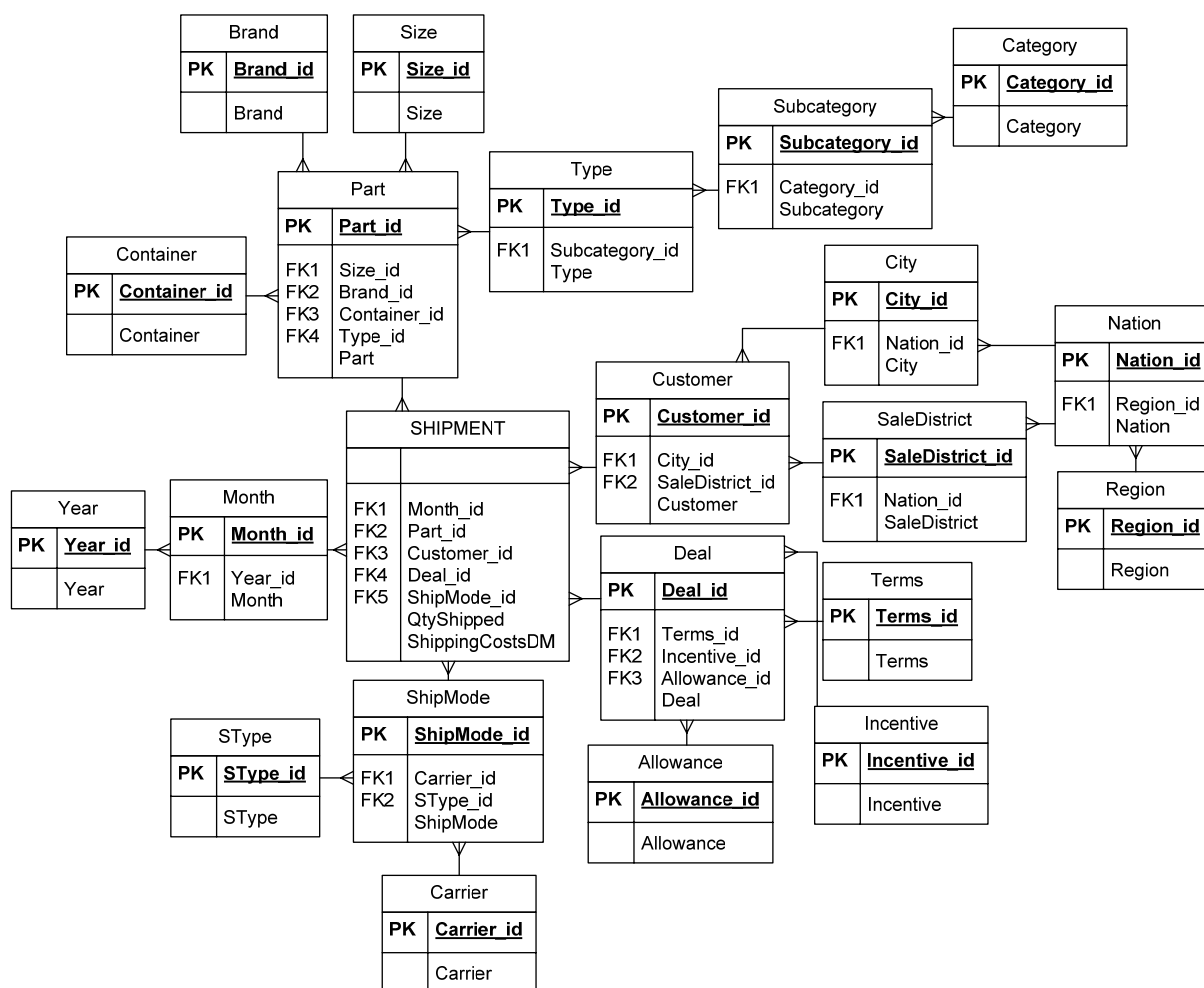 Brand
PK Brand_id
Brand
Size
PK Size_id
Size
Category
PK Category_id
Category
Subcategory
PK Subcategory_id
FK1 Category_id
Subcategory
Type
PK Type_id
FK1 Subcategory_id
Type
Part
PK Part_id
FK1 Size_id
FK2 Brand_id
FK3 Container_id
FK4 Type_id
Part
Container
PK Container_id
Container
City
PK City_id
FK1 Nation_id
City
Nation
PK Nation_id
FK1 Region_id
Nation
Customer
PK Customer_id
FK1 City_id
FK2 SaleDistrict_id
Customer
SaleDistrict
PK SaleDistrict_id
FK1 Nation_id
SaleDistrict
Region
PK Region_id
Region
SHIPMENT
FK1 Month_id
FK2 Part_id
FK3 Customer_id
FK4 Deal_id
FK5 ShipMode_id
QtyShipped
ShippingCostsDM
Year
PK Year_id
Year
Month
PK Month_id
FK1 Year_id
Month
Deal
PK Deal_id
FK1 Terms_id
FK2 Incentive_id
FK3 Allowance_id
Deal
Terms
PK Terms_id
Terms
ShipMode
PK ShipMode_id
FK1 Carrier_id
FK2 SType_id
ShipMode
SType
PK SType_id
SType
Allowance
PK Allowance_id
Allowance
Incentive
PK Incentive_id
Incentive
Carrier
PK Carrier_id
Carrier